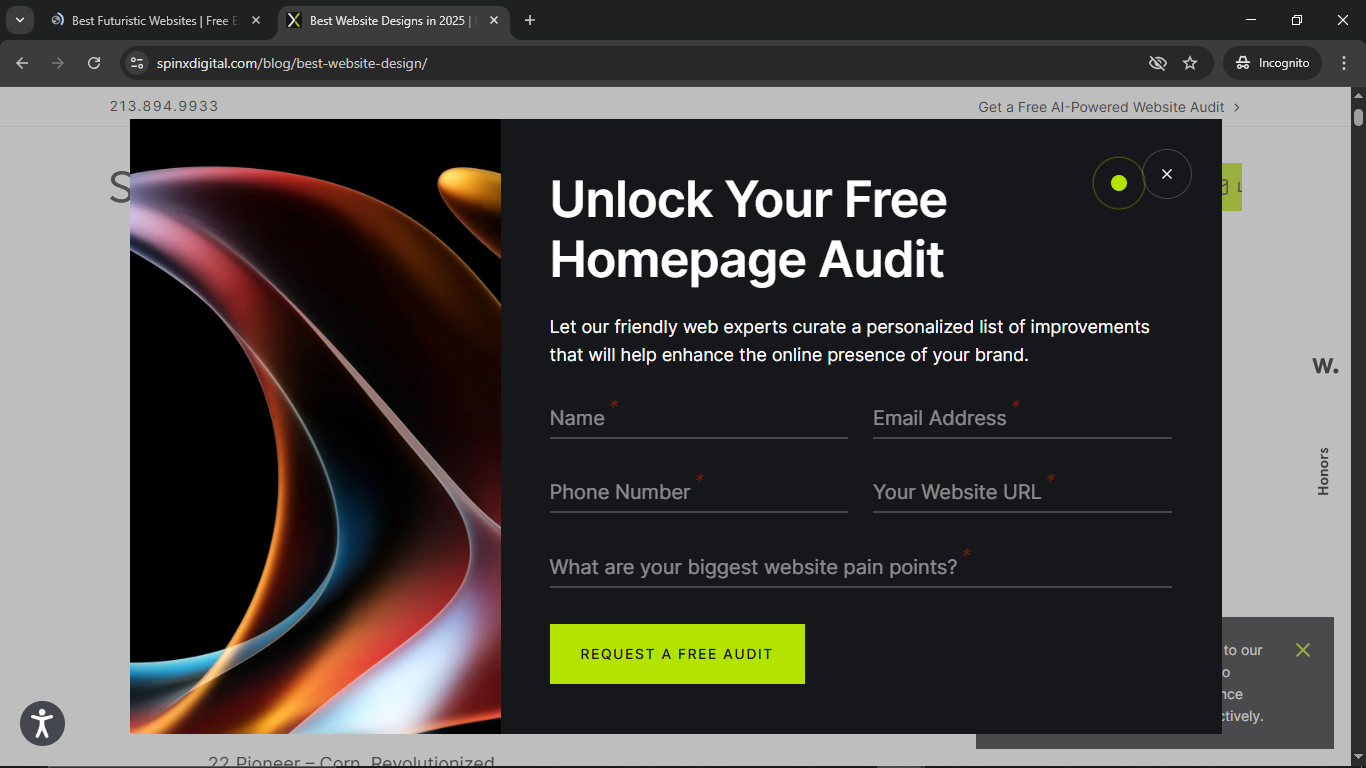 Best Futuristic Websites | Free E
Best Website Designs in 2025 |
spinxdigital.com/blog/best-website-design/
Incognito
213.894.9933
Get a Free AI-Powered Website Audit
S
L
Unlock Your Free
Homepage Audit
Let our friendly web experts curate a personalized list of improvements
that will help enhance the online presence of your brand.
W.
Name *
Email Address *
Honors
Phone Number *
Your Website URL *
What are your biggest website pain points? *
REQUEST A FREE AUDIT
to our
o
nce
ctively.
22 Pioneer – Corn, Revolutionized